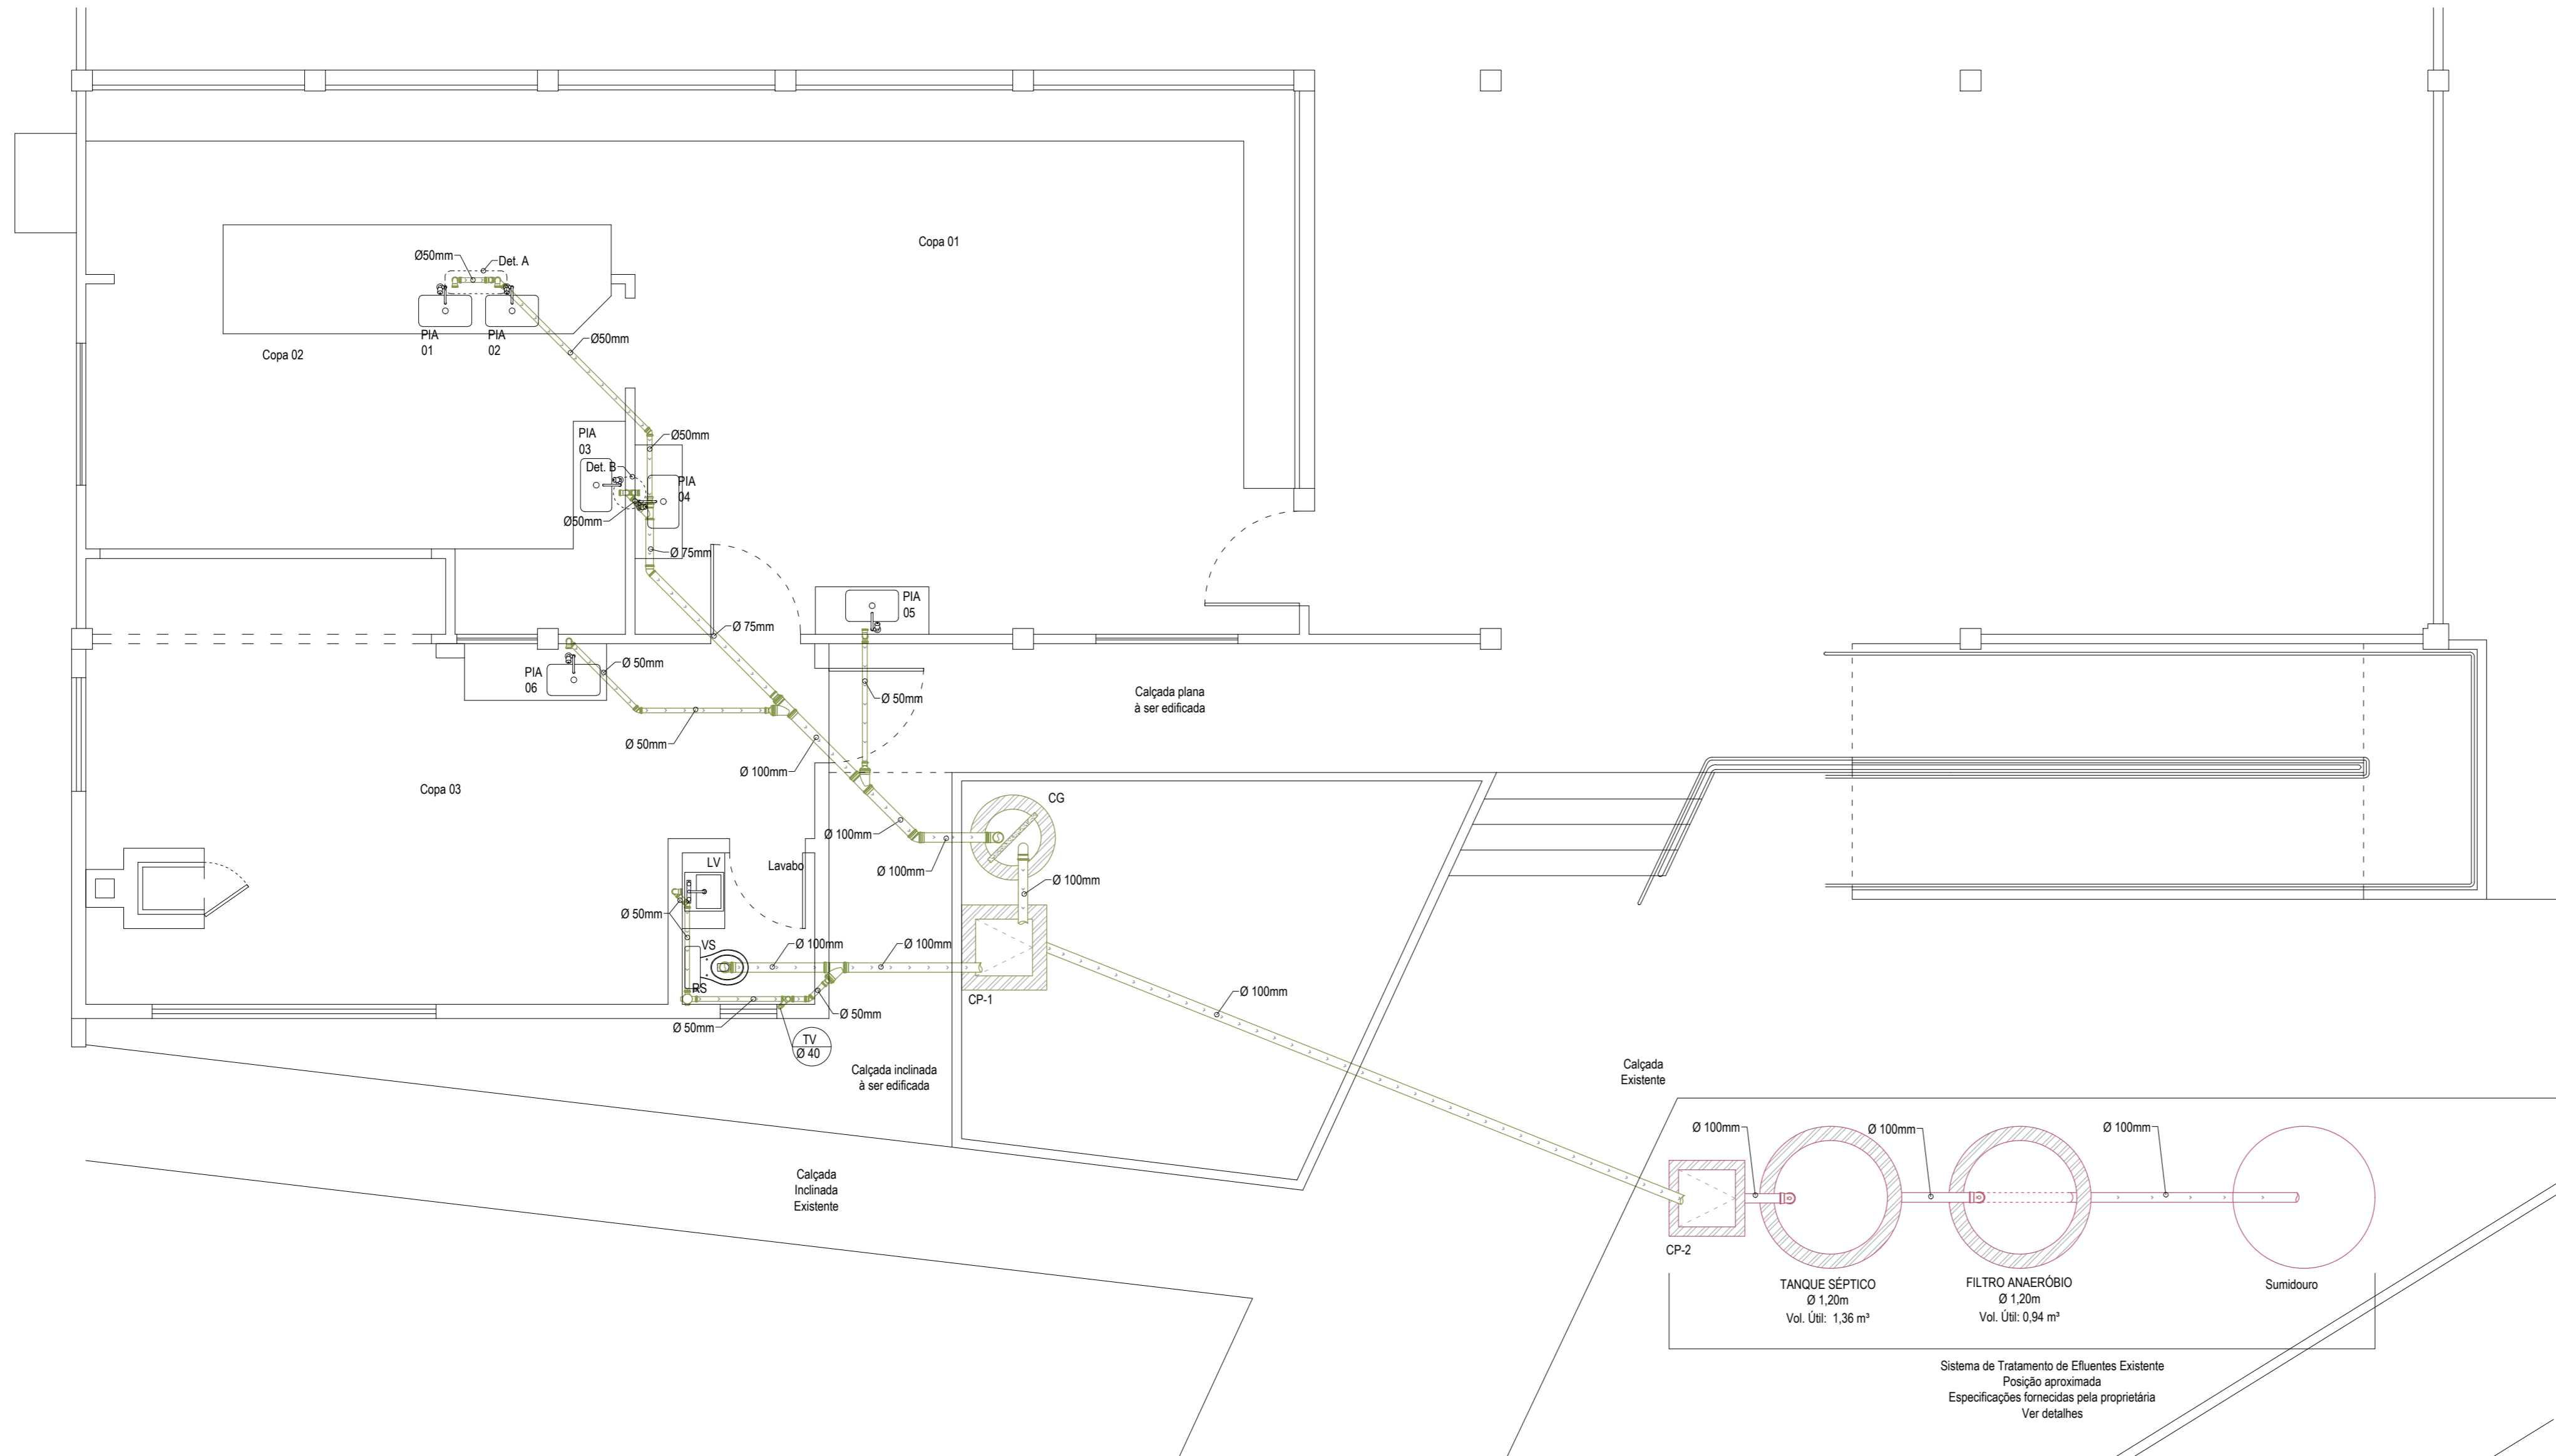 Copa 01
Ø50mm
Det. A
PIA
01
PIA
02
Ø50mm
Copa 02
PIA
03
Ø50mm
Det. B
PIA
04
Ø50mm
Ø 75mm
PIA
05
Ø 75mm
PIA
06
Ø 50mm
Ø 50mm
Calçada plana
à ser edificada
Ø 50mm
Ø 100mm
Copa 03
CG
Ø 100mm
Ø 100mm
LV
Lavabo
Ø 100mm
Ø 50mm
VS
Ø 100mm
Ø 100mm
RS
CP-1
Ø 100mm
Ø 50mm
Ø 50mm
TV
Ø 40
Calçada inclinada
à ser edificada
Calçada
Existente
Ø 100mm
Ø 100mm
Ø 100mm
Calçada
Inclinada
Existente
CP-2
TANQUE SÉPTICO
Ø 1,20m
Vol. Útil: 1,36 m³
FILTRO ANAERÓBIO
Ø 1,20m
Vol. Útil: 0,94 m³
Sumidouro
Sistema de Tratamento de Efluentes Existente
Posição aproximada
Especificações fornecidas pela proprietária
Ver detalhes